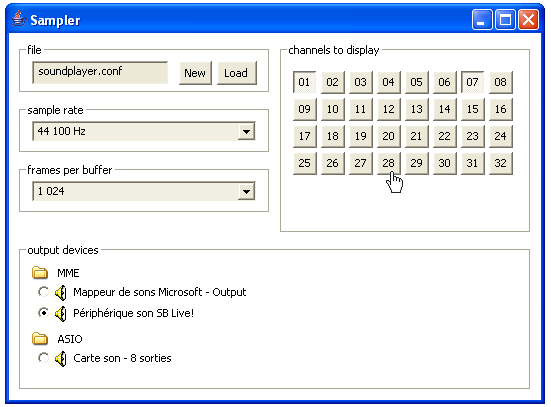 Sampler
file
soundplayer.conf New Load
sample rate
44 100 Hz
frames per buffer
1 024
channels to display
01 02 03 04 05 06 07 08
09 10 11 12 13 14 15 16
17 18 19 20 21 22 23 24
25 26 27 28 29 30 31 32
output devices
MME
Mappeur de sons Microsoft - Output
Périphérique son SB Live!
ASIO
Carte son - 8 sorties